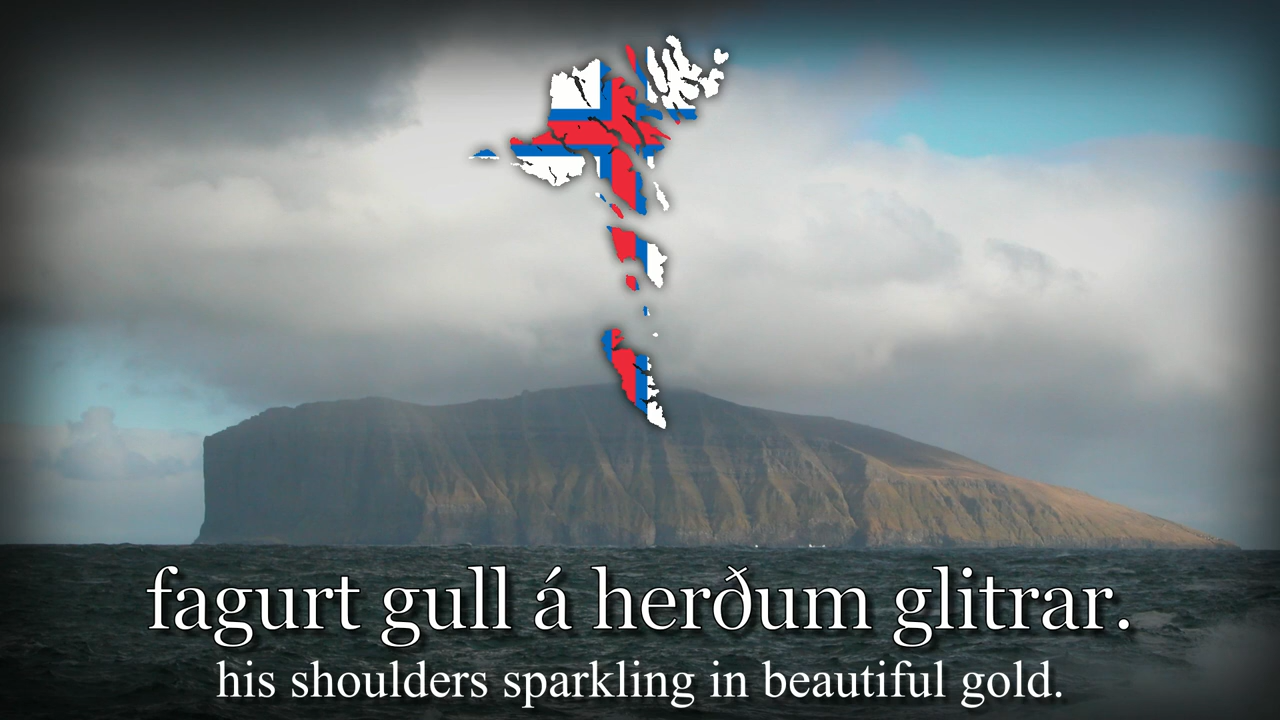 fagurt gull á herðum glitrar.
his shoulders sparkling in beautiful gold.